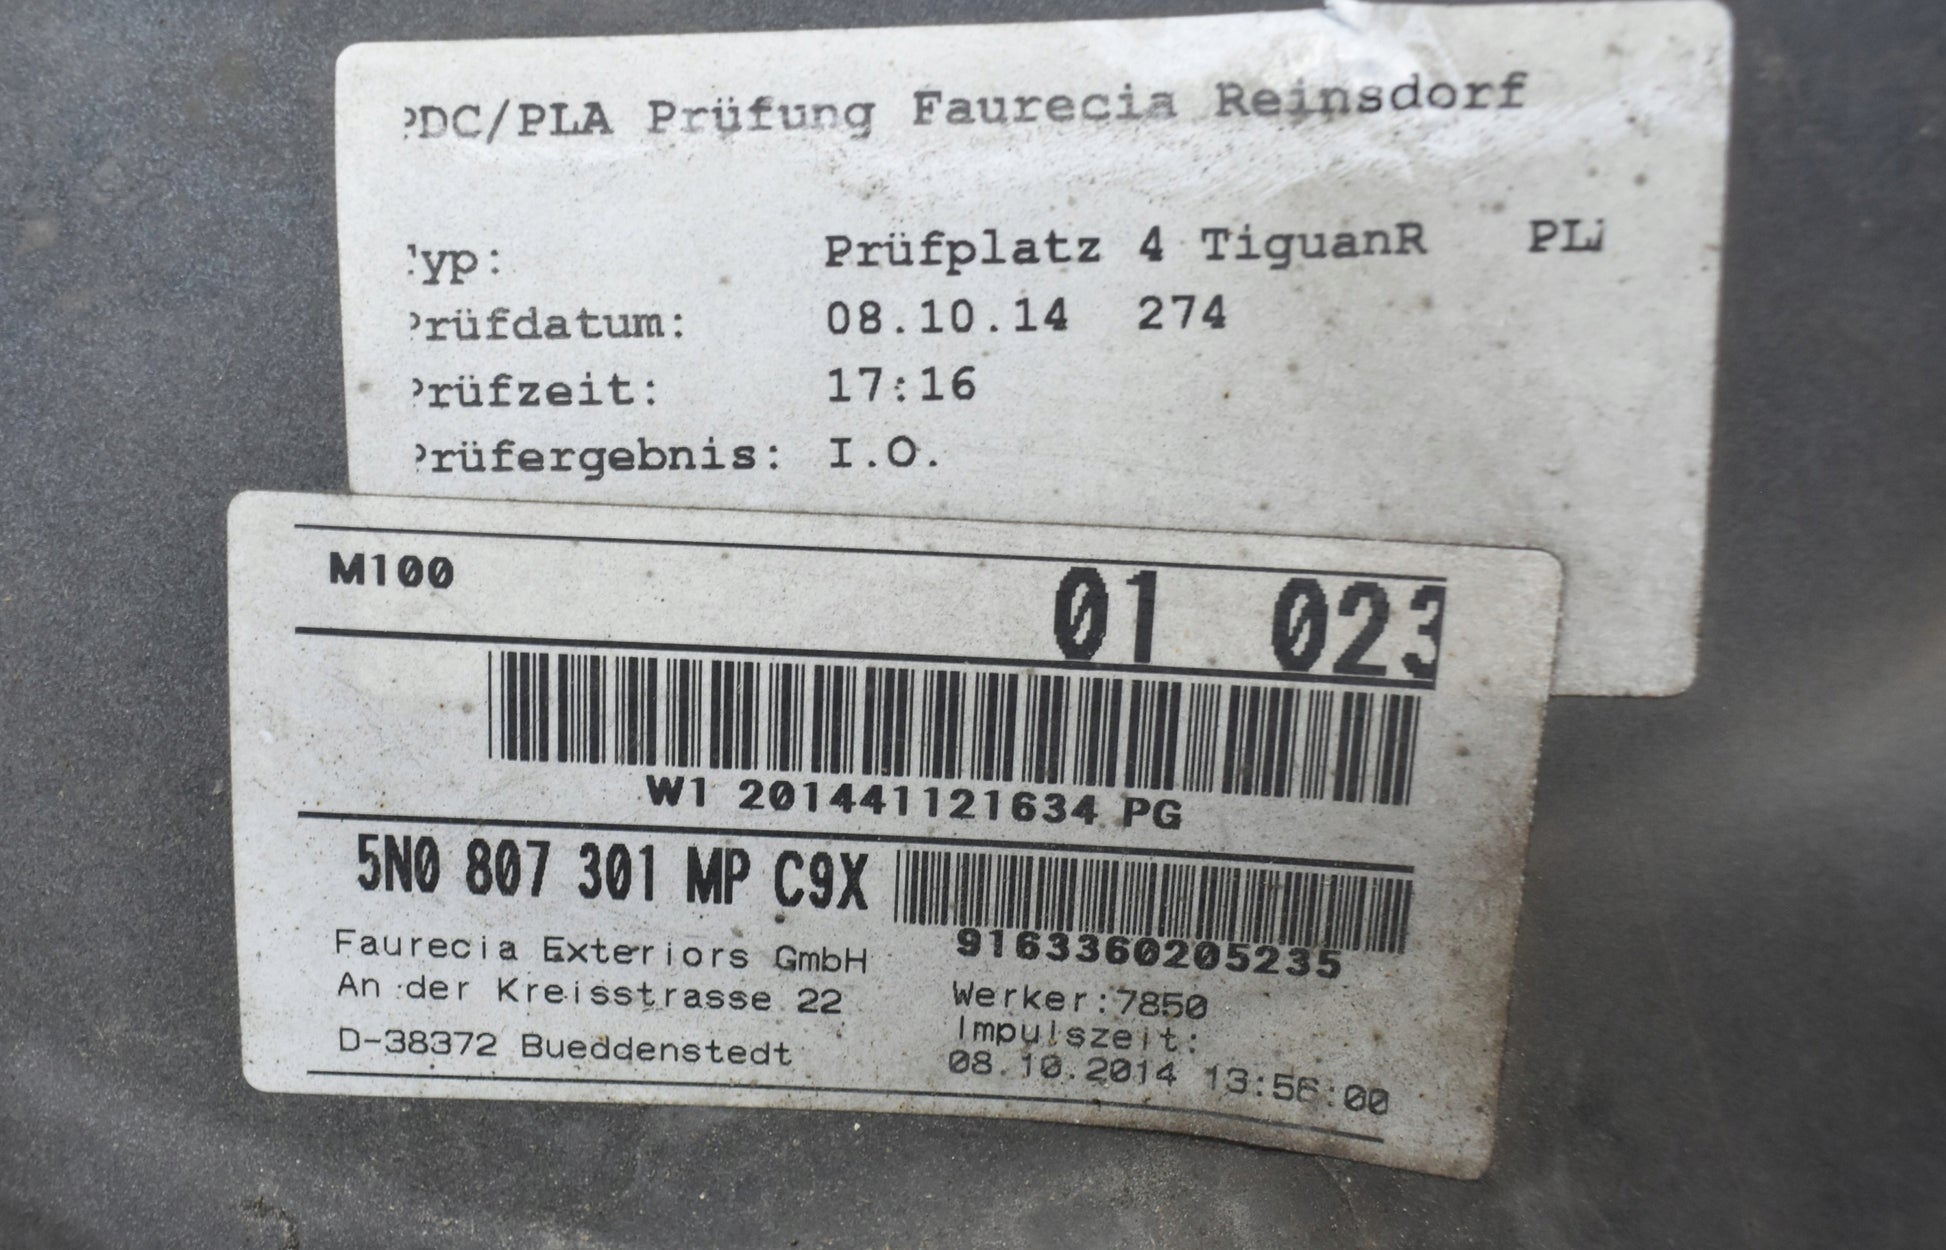 PDC/PLA Prüfung Faurecia Reinsdorf
Typ: Prüfplatz 4 TiguanR PLA
Prüfdatum: 08.10.14 274
Prüfzeit: 17:16
Prüfergebnis: I.O.
M100 01 023
W1 201441121634 PG
5N0 807 301 MP C9X
9163360205235
Faurecia Exteriors GmbH
An der Kreisstrasse 22
D-38372 Bueddenstedt
Werker:7850
Impulszeit:
08.10.2014 13:56:00